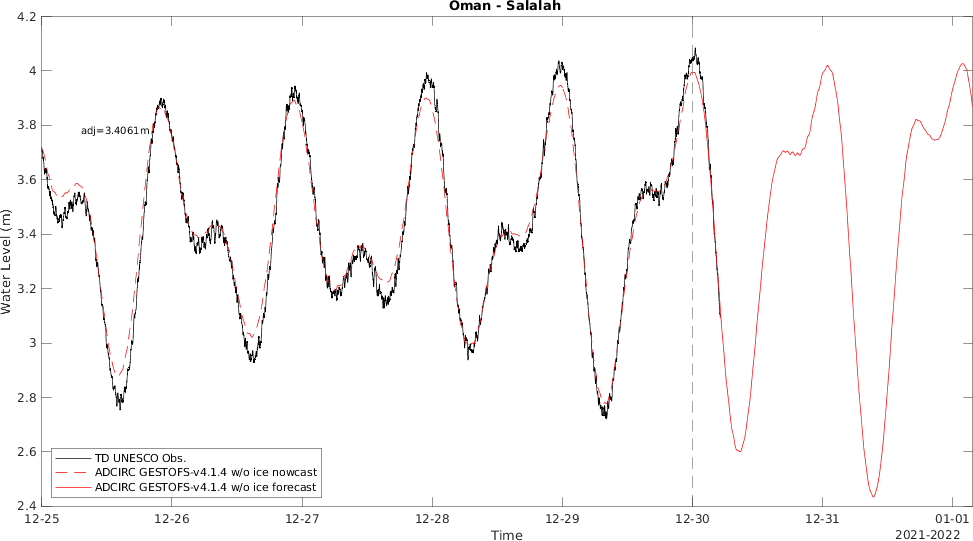 Oman - Salalah
4.2
4
3.8
3.6
3.4
3.2
3
2.8
2.6
2.4
Water Level (m)
adj=3.4061m
TD UNESCO Obs.
ADCIRC GESTOFS-v4.1.4 w/o ice nowcast
ADCIRC GESTOFS-v4.1.4 w/o ice forecast
12-25 12-26 12-27 12-28 12-29 12-30 12-31 01-01
Time
2021-2022